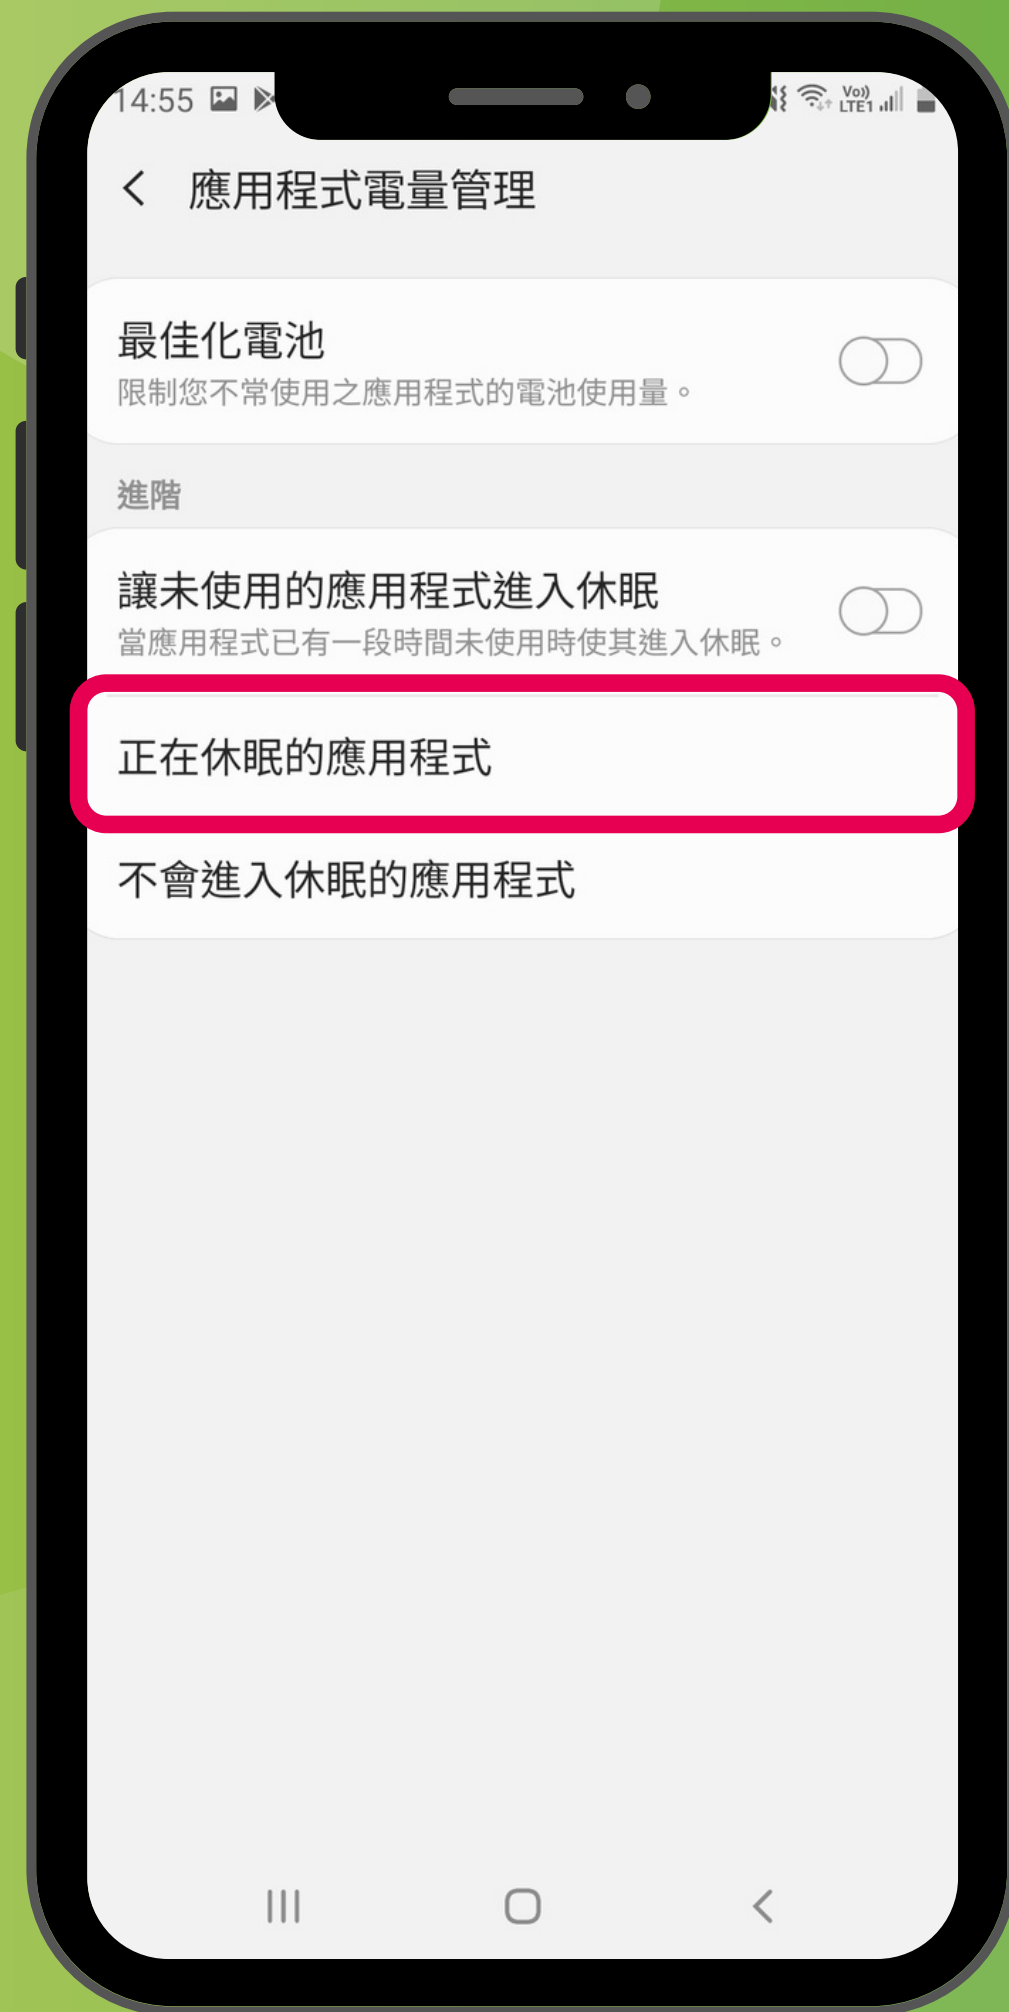 14:55
Vo))
LTE1
應用程式電量管理
最佳化電池
限制您不常使用之應用程式的電池使用量。
進階
讓未使用的應用程式進入休眠
當應用程式已有一段時間未使用時使其進入休眠。
正在休眠的應用程式
不會進入休眠的應用程式